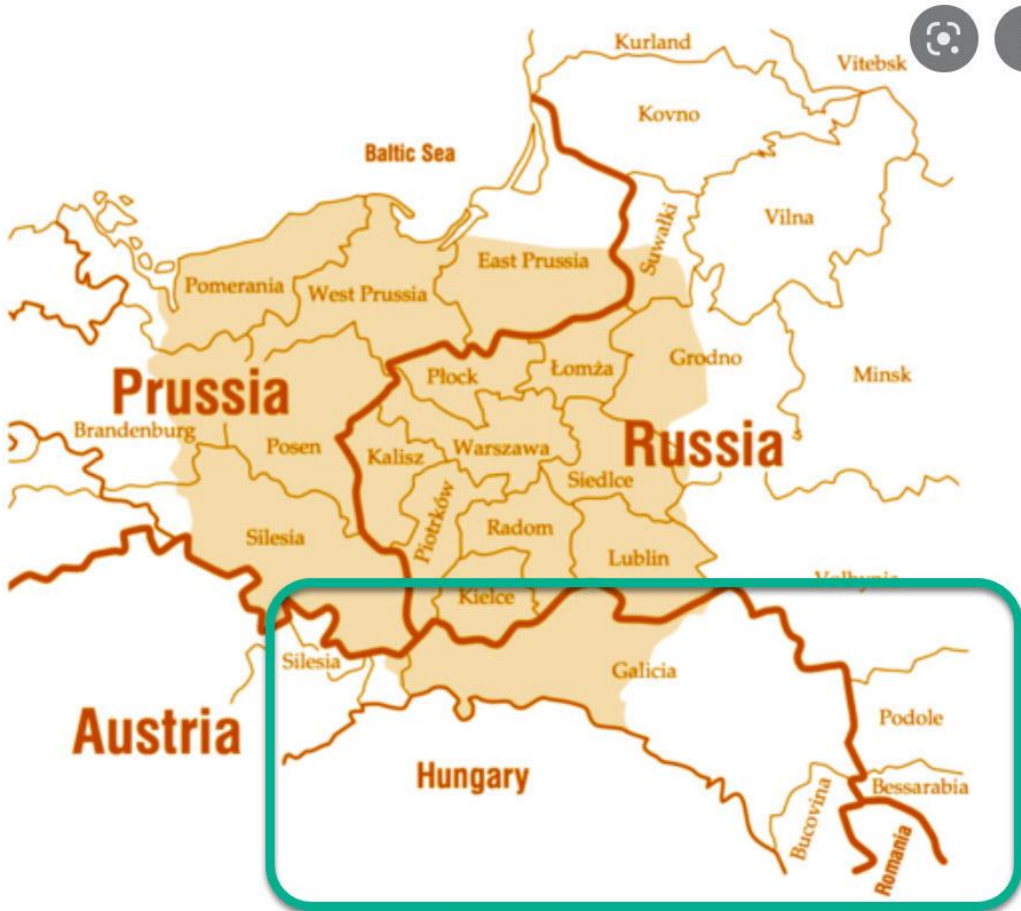 Kurland
Vitebsk
Kovno
Baltic Sea
Vilna
Suwałki
East Prussia
Pomerania
West Prussia
Grodno
Łomża
Płock
Minsk
Prussia
Brandenburg
Posen
Kalisz
Warszawa
Russia
Siedlce
Piotrków
Radom
Silesia
Lublin
Kielce
Silesia
Galicia
Austria
Podole
Hungary
Bessarabia
Bucovina
Romania